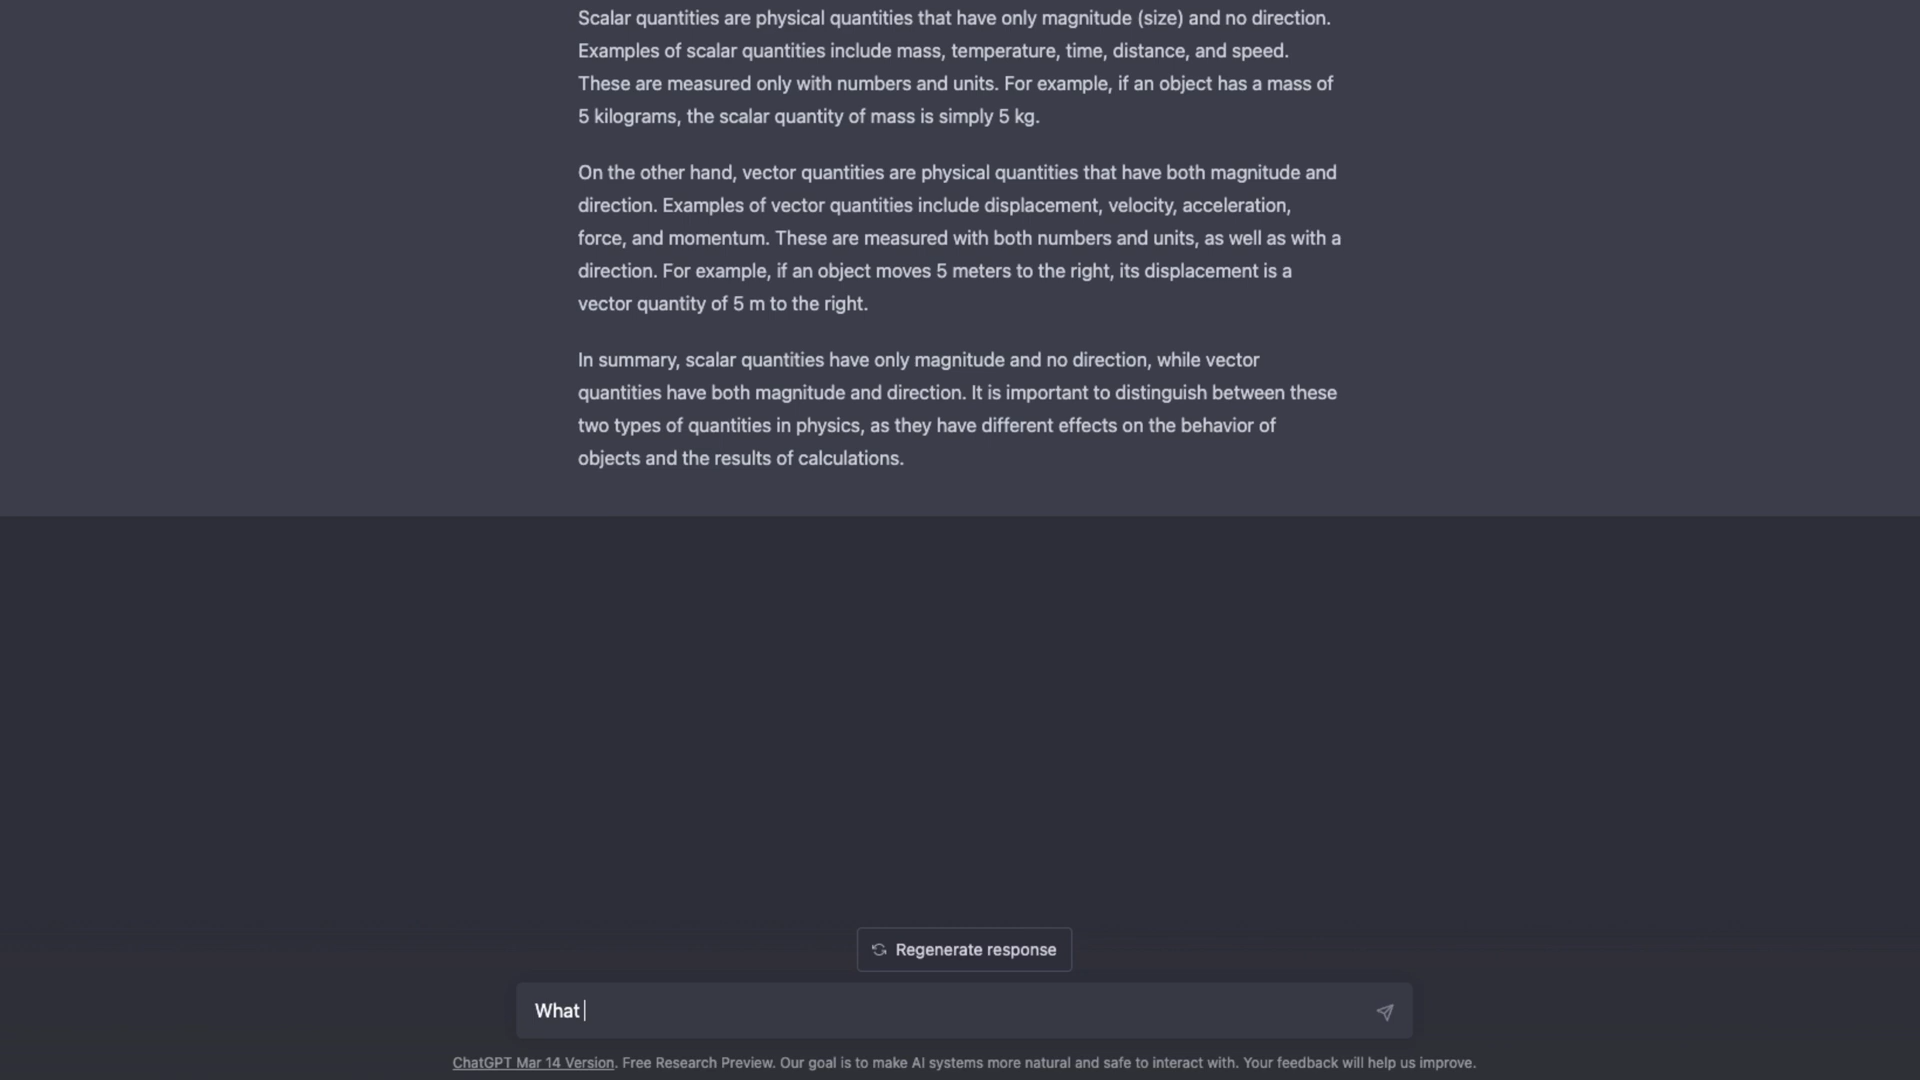 Scalar quantities are physical quantities that have only magnitude (size) and no direction.
Examples of scalar quantities include mass, temperature, time, distance, and speed.
These are measured only with numbers and units. For example, if an object has a mass of
5 kilograms, the scalar quantity of mass is simply 5 kg.
On the other hand, vector quantities are physical quantities that have both magnitude and
direction. Examples of vector quantities include displacement, velocity, acceleration,
force, and momentum. These are measured with both numbers and units, as well as with a
direction. For example, if an object moves 5 meters to the right, its displacement is a
vector quantity of 5 m to the right.
In summary, scalar quantities have only magnitude and no direction, while vector
quantities have both magnitude and direction. It is important to distinguish between these
two types of quantities in physics, as they have different effects on the behavior of
objects and the results of calculations.
Regenerate response
What
ChatGPT Mar 14 Version. Free Research Preview. Our goal is to make AI systems more natural and safe to interact with. Your feedback will help us improve.